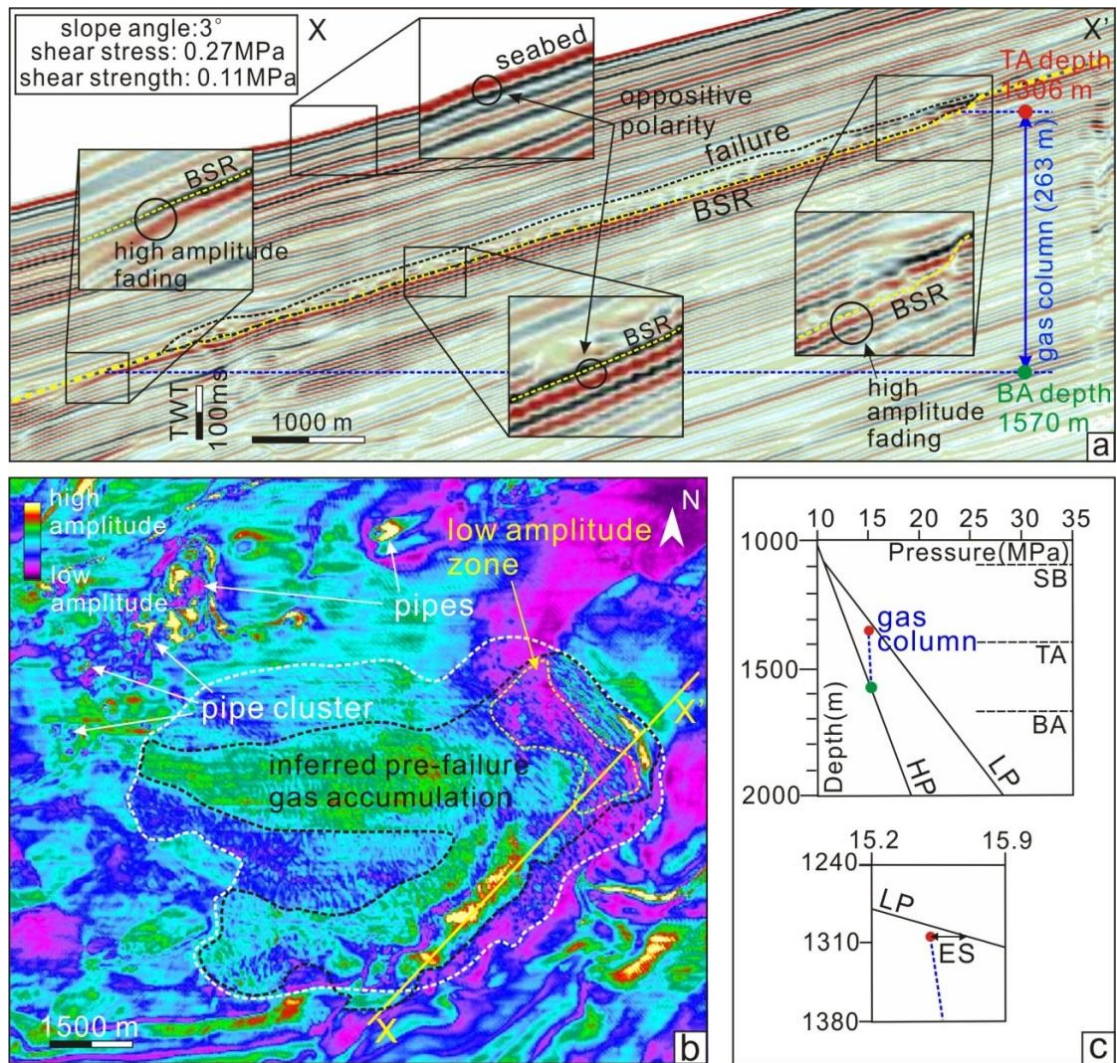 slope angle:3°
shear stress: 0.27MPa
shear strength: 0.11MPa
X
X'
seabed
TA depth
1306 m
oppositive
polarity
failure
BSR
BSR
high amplitude
fading
gas column (263 m)
BSR
BSR
high
amplitude
fading
BA depth
1570 m
TWT
100ms
1000 m
a
high
amplitude
low
amplitude
N
low amplitude
zone
pipes
pipe cluster
X'
inferred pre-failure
gas accumulation
X
1500 m
b
10 15 20 25 30 35
Pressure(MPa)
1000
SB
gas
column
TA
1500
BA
Depth(m)
HP
LP
2000
15.2 15.9
1240
LP
1310
ES
1380
c